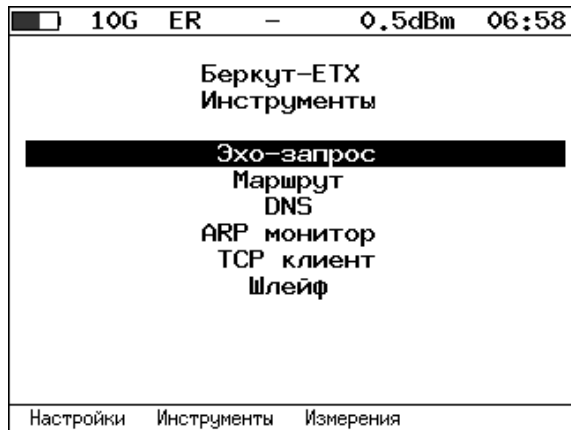 10G ER – 0.5dBm 06:58
Беркут-ETX
Инструменты
Эхо-запрос
Маршрут
DNS
ARP монитор
TCP клиент
Шлейф
Настройки Инструменты Измерения